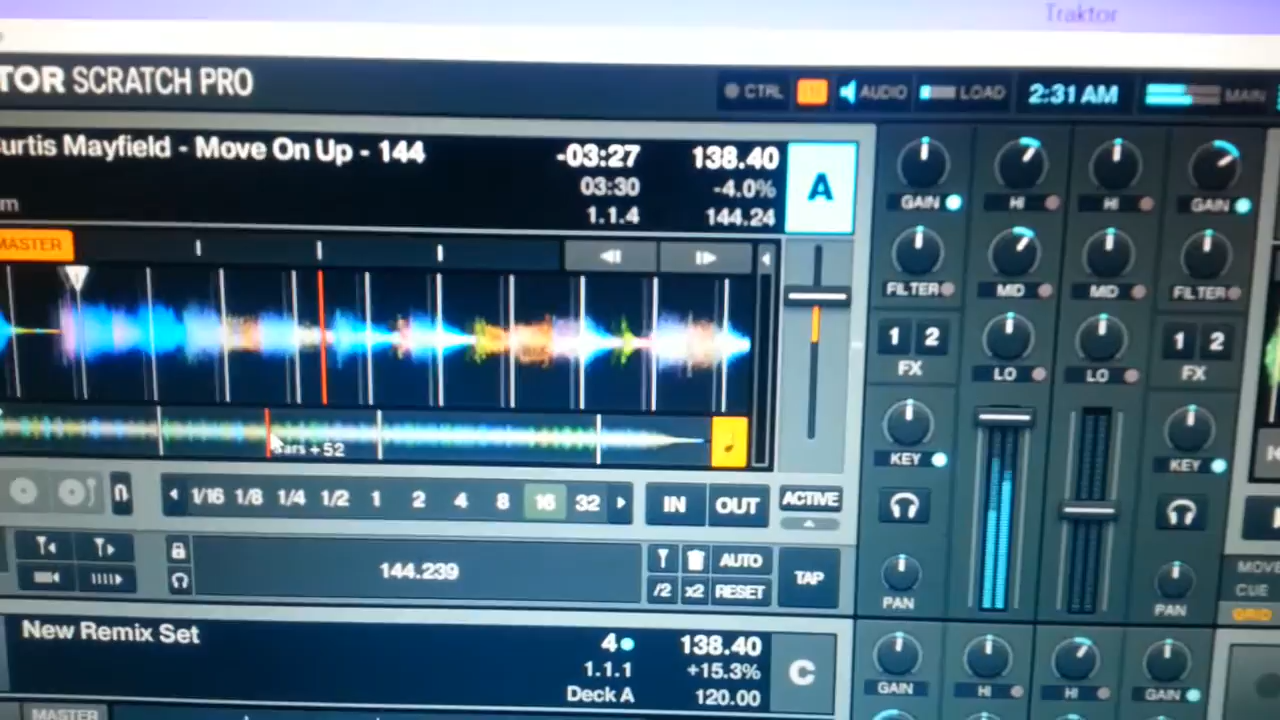 Traktor
TOR SCRATCH PRO
CTRL AUDIO LOAD 2:31 AM MAIN
urtis Mayfield - Move On Up - 144
-03:27 138.40
03:30 -4.0%
1.1.4 144.24
A
m
MASTER
GAIN HI HI GAIN
FILTER MID MID FILTER
1 2 LO LO 1 2
FX FX
KEY KEY
PAN PAN
ars + 52
1/16 1/8 1/4 1/2 1 2 4 8 16 32
IN OUT ACTIVE
144.239
AUTO
/2 x2 RESET
TAP
MOVE
CUE
GRID
New Remix Set
4 138.40
1.1.1 +15.3%
Deck A 120.00
C
GAIN HI HI GAIN
MASTER